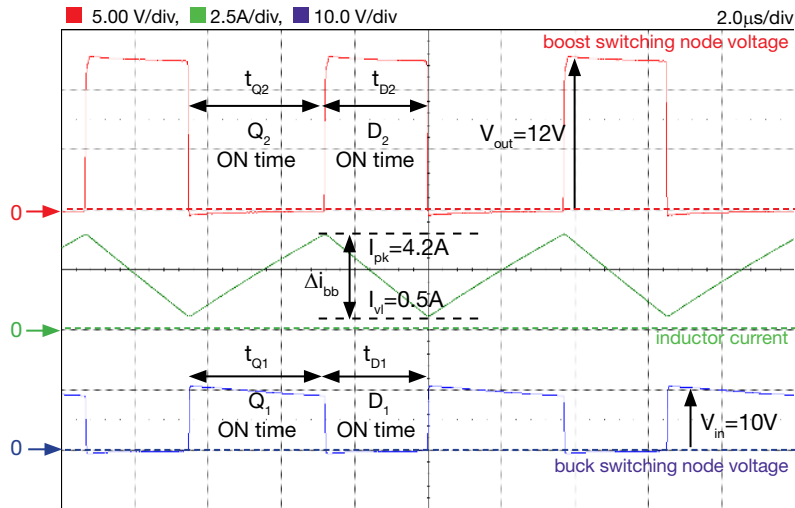 5.00 V/div, 2.5A/div, 10.0 V/div 2.0µs/div
boost switching node voltage
tQ2 tD2
Q2 D2
ON time ON time
Vout=12V
0
Ipk=4.2A
Δibb
Ivl=0.5A
0
inductor current
tQ1 tD1
Q1 D1
ON time ON time
Vin=10V
0
buck switching node voltage